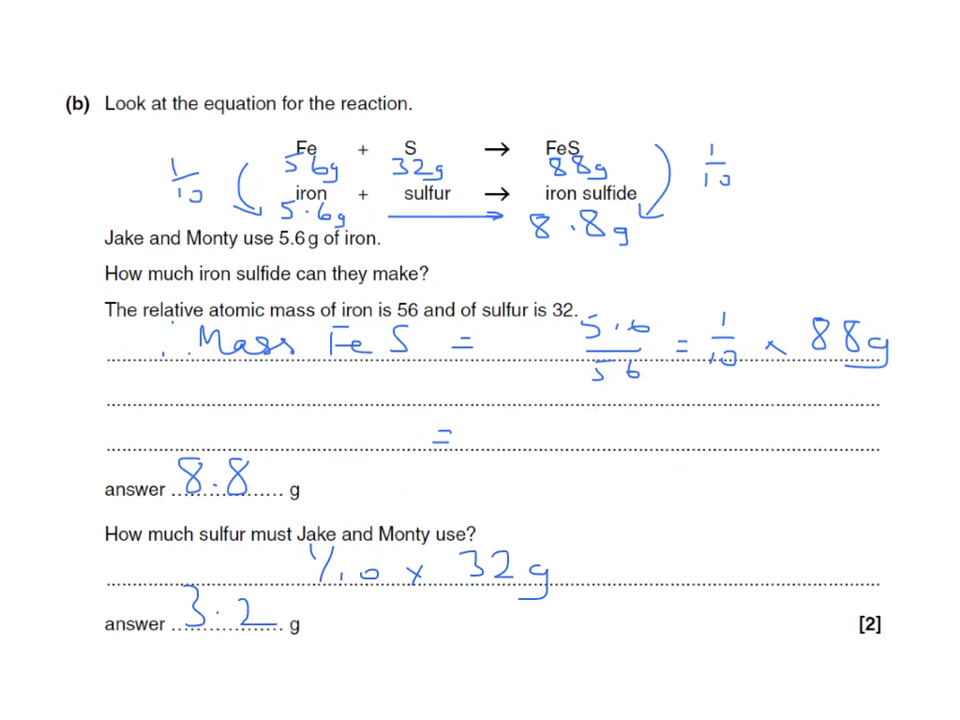 (b) Look at the equation for the reaction.
Fe + S → FeS
1/10 56g 32g 88g 1/10
iron + sulfur → iron sulfide
5.6g → 8.8g
Jake and Monty use 5.6 g of iron.
How much iron sulfide can they make?
The relative atomic mass of iron is 56 and of sulfur is 32.
∴ Mass FeS = 5.6/56 = 1/10 × 88g
=
answer 8.8 g
How much sulfur must Jake and Monty use?
1/10 × 32g
answer 3.2 g [2]